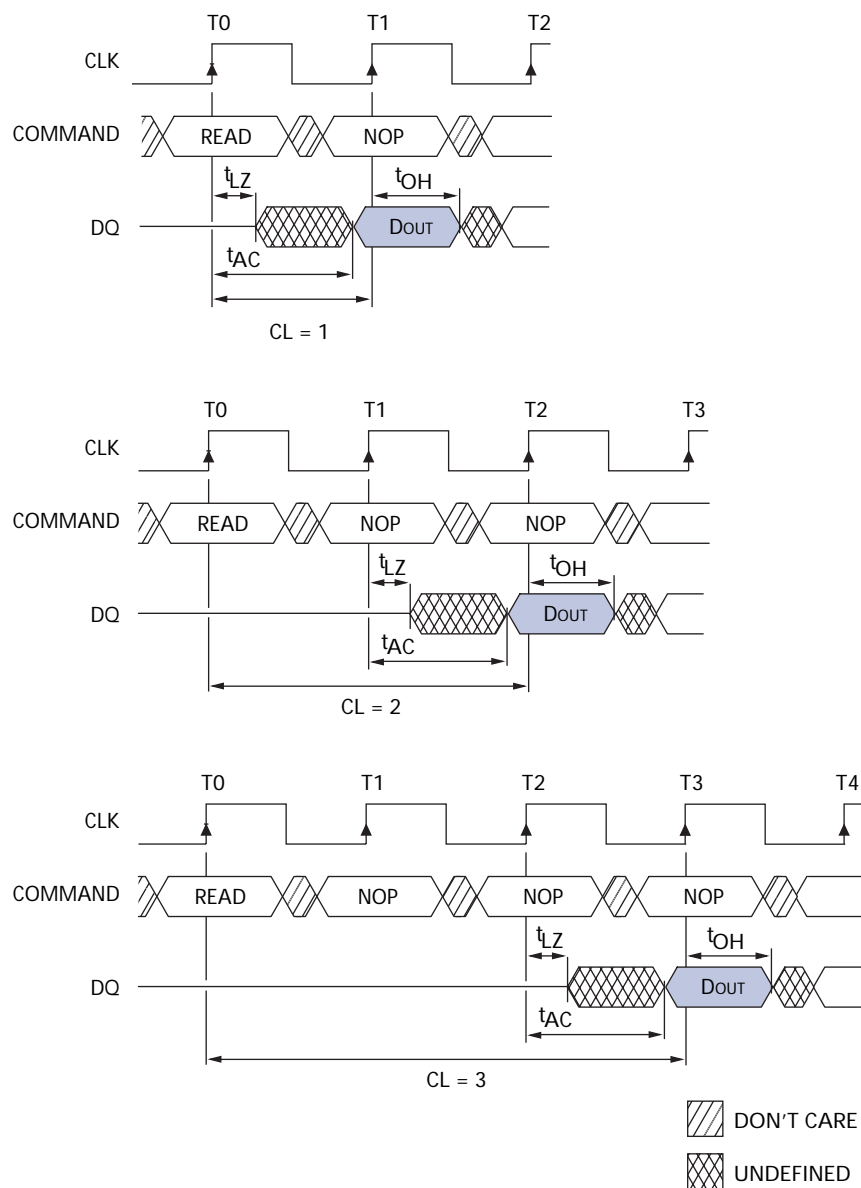 T0 T1 T2
CLK
COMMAND READ NOP
tLZ tOH
DQ DOUT
tAC
CL = 1
T0 T1 T2 T3
CLK
COMMAND READ NOP NOP
tLZ tOH
DQ DOUT
tAC
CL = 2
T0 T1 T2 T3 T4
CLK
COMMAND READ NOP NOP NOP
tLZ tOH
DQ DOUT
tAC
CL = 3
DON'T CARE
UNDEFINED